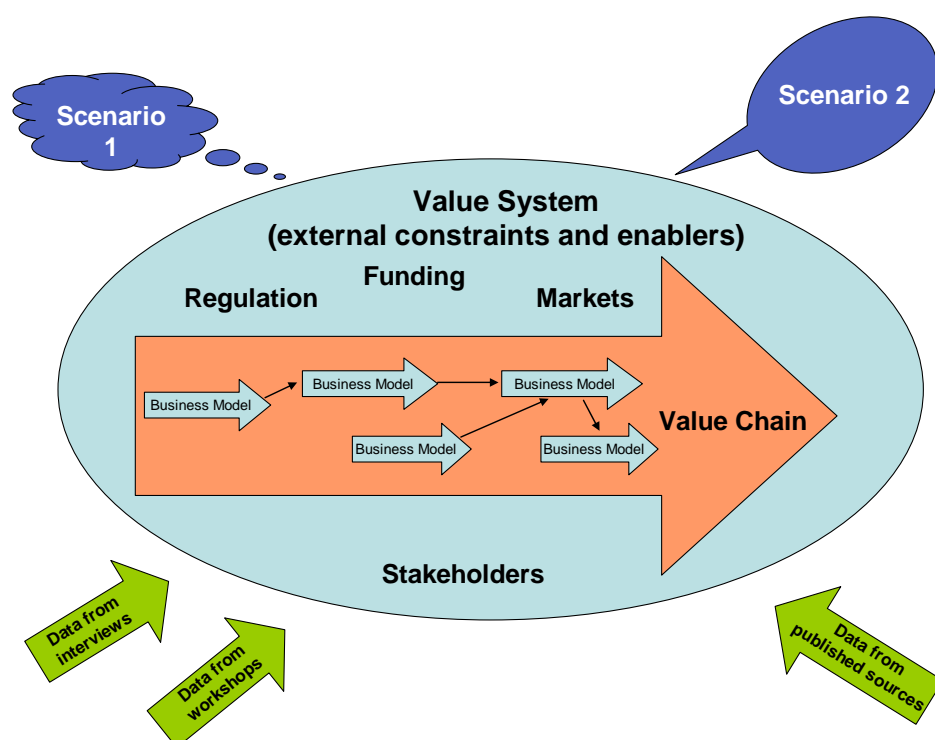 Scenario
1
Scenario 2
Value System
(external constraints and enablers)
Funding
Regulation
Markets
Business Model
Business Model
Business Model
Value Chain
Business Model
Business Model
Stakeholders
Data from
interviews
Data from
workshops
Data from
published sources